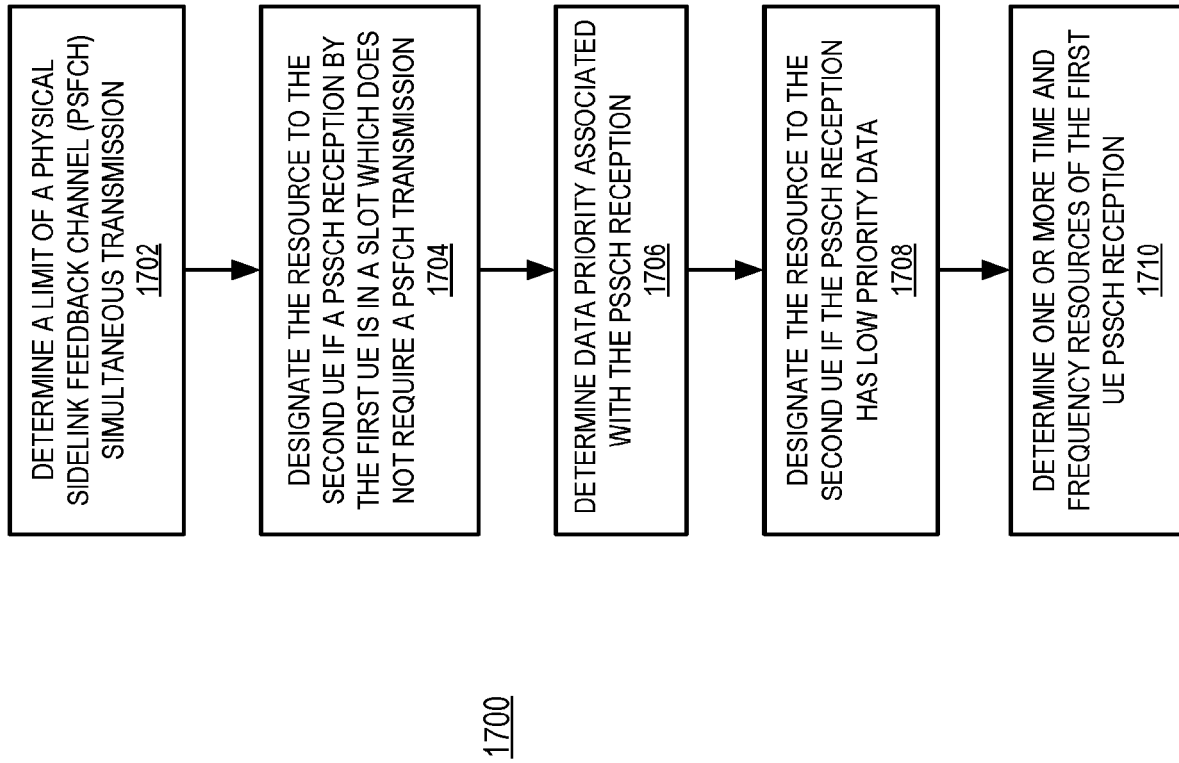 1700
DETERMINE A LIMIT OF A PHYSICAL
SIDELINK FEEDBACK CHANNEL (PSFCH)
SIMULTANEOUS TRANSMISSION
1702
DESIGNATE THE RESOURCE TO THE
SECOND UE IF A PSSCH RECEPTION BY
THE FIRST UE IS IN A SLOT WHICH DOES
NOT REQUIRE A PSFCH TRANSMISSION
1704
DETERMINE DATA PRIORITY ASSOCIATED
WITH THE PSSCH RECEPTION
1706
DESIGNATE THE RESOURCE TO THE
SECOND UE IF THE PSSCH RECEPTION
HAS LOW PRIORITY DATA
1708
DETERMINE ONE OR MORE TIME AND
FREQUENCY RESOURCES OF THE FIRST
UE PSSCH RECEPTION
1710